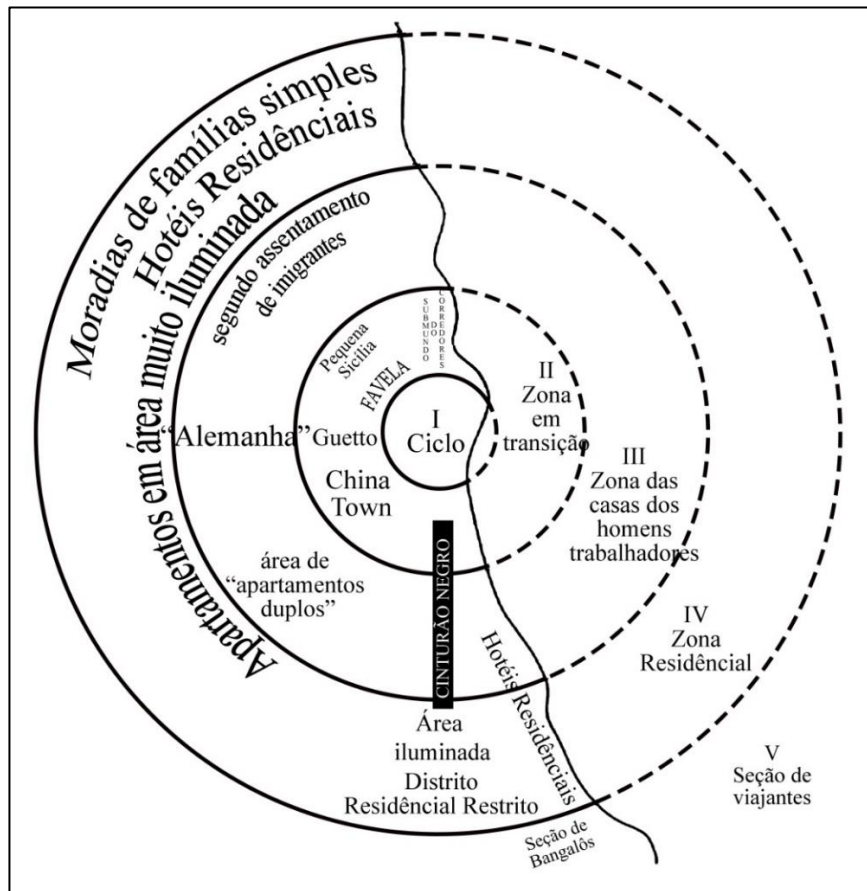 Moradias de famílias simples
Hotéis Residênciais
Apartamentos em área muito iluminada
segundo assentamento
de imigrantes
Pequena
Sicília
FAVELA
SUBMUNDO
DO
CORREDORES
I
Ciclo
II
Zona
em
transição
"Alemanha"
Guetto
China
Town
III
Zona das
casas dos
homens
trabalhadores
área de
"apartamentos
duplos"
CINTURÃO NEGRO
IV
Zona
Residêncial
Hotéis Residênciais
Área
iluminada
Distrito
Residêncial Restrito
V
Seção de
viajantes
Seção de
Bangalôs